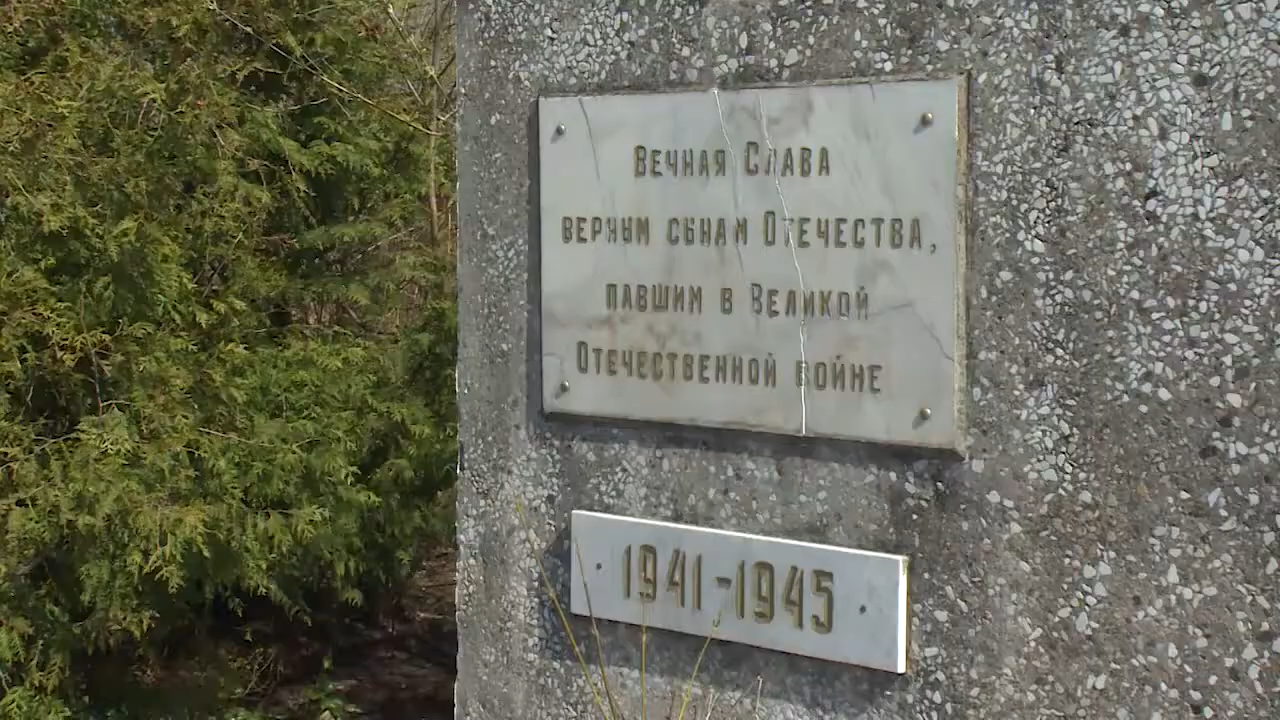 Вечная Слава
верным сынам Отечества,
павшим в Великой
Отечественной войне
1941-1945